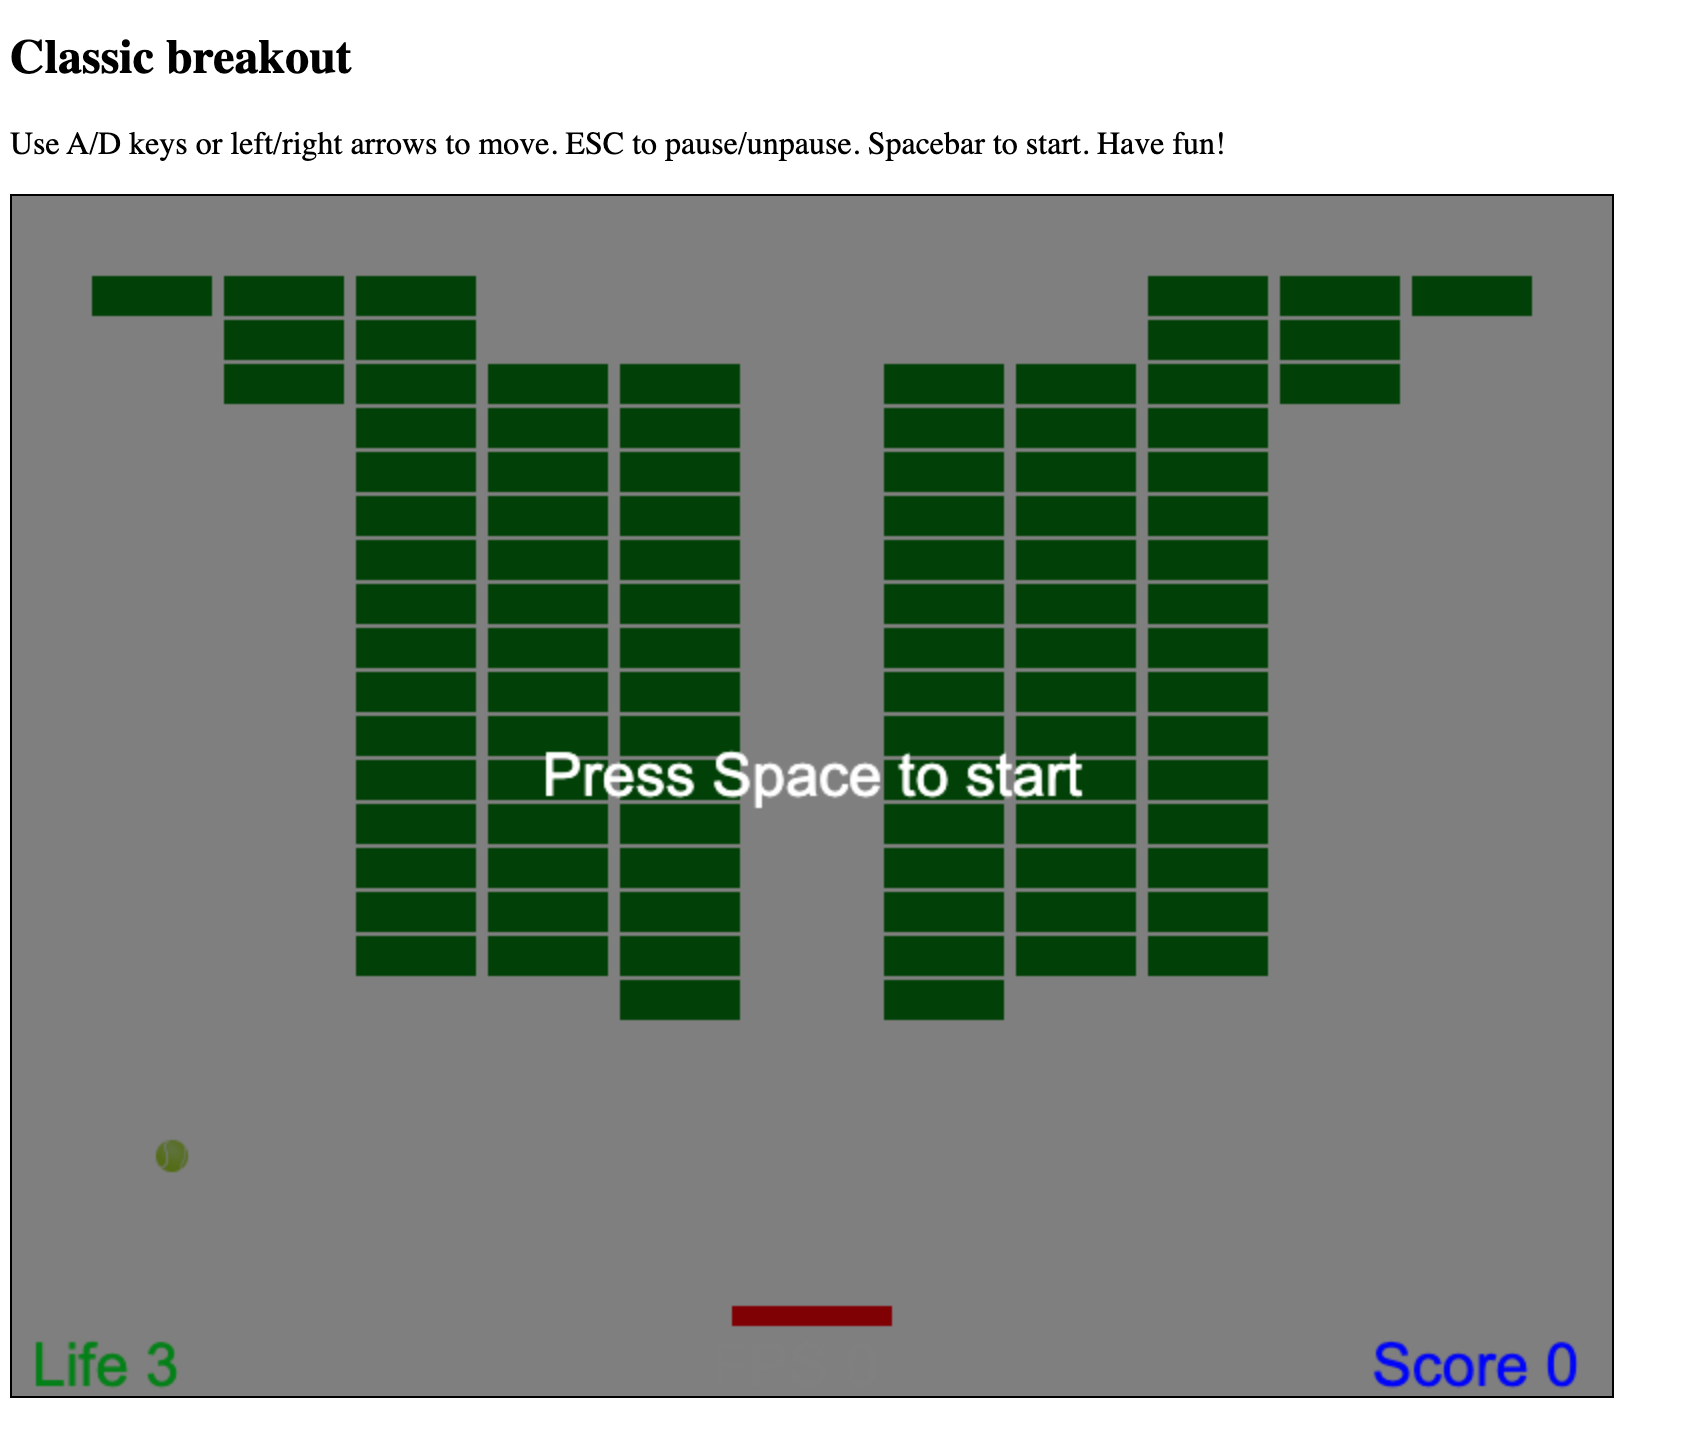 Classic breakout
Use A/D keys or left/right arrows to move. ESC to pause/unpause. Spacebar to start. Have fun!
Press Space to start
Life 3
Score 0